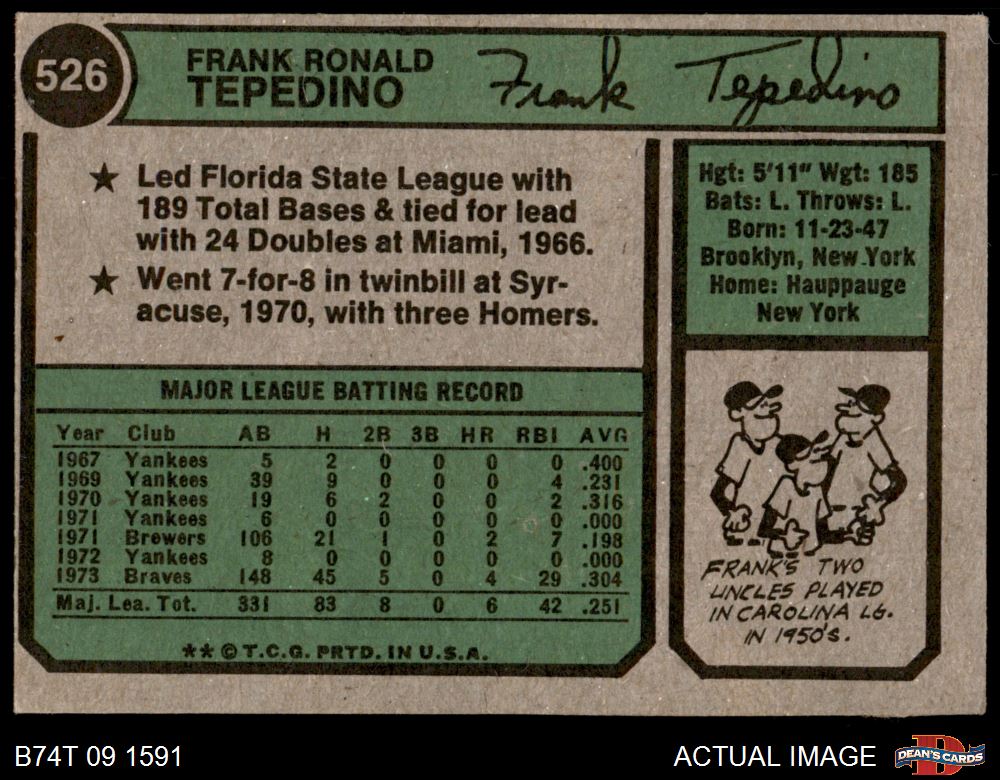 526
FRANK RONALD
TEPEDINO
Frank Tepedino
★ Led Florida State League with
189 Total Bases & tied for lead
with 24 Doubles at Miami, 1966.
★ Went 7-for-8 in twinbill at Syr-
acuse, 1970, with three Homers.
Hgt: 5'11" Wgt: 185
Bats: L. Throws: L.
Born: 11-23-47
Brooklyn, New York
Home: Hauppauge
New York
MAJOR LEAGUE BATTING RECORD
Year Club AB H 2B 3B HR RBI AVG
1967 Yankees 5 2 0 0 0 0 .400
1969 Yankees 39 9 0 0 0 4 .231
1970 Yankees 19 6 2 0 0 2 .316
1971 Yankees 6 0 0 0 0 0 .000
1971 Brewers 106 21 1 0 2 7 .198
1972 Yankees 8 0 0 0 0 0 .000
1973 Braves 148 45 5 0 4 29 .304
Maj. Lea. Tot. 331 83 8 0 6 42 .251
** © T.C.G. PRTD. IN U.S.A.
FRANK'S TWO
UNCLES PLAYED
IN CAROLINA LG.
IN 1950'S.
B74T 09 1591
ACTUAL IMAGE
DEAN'S CARDS